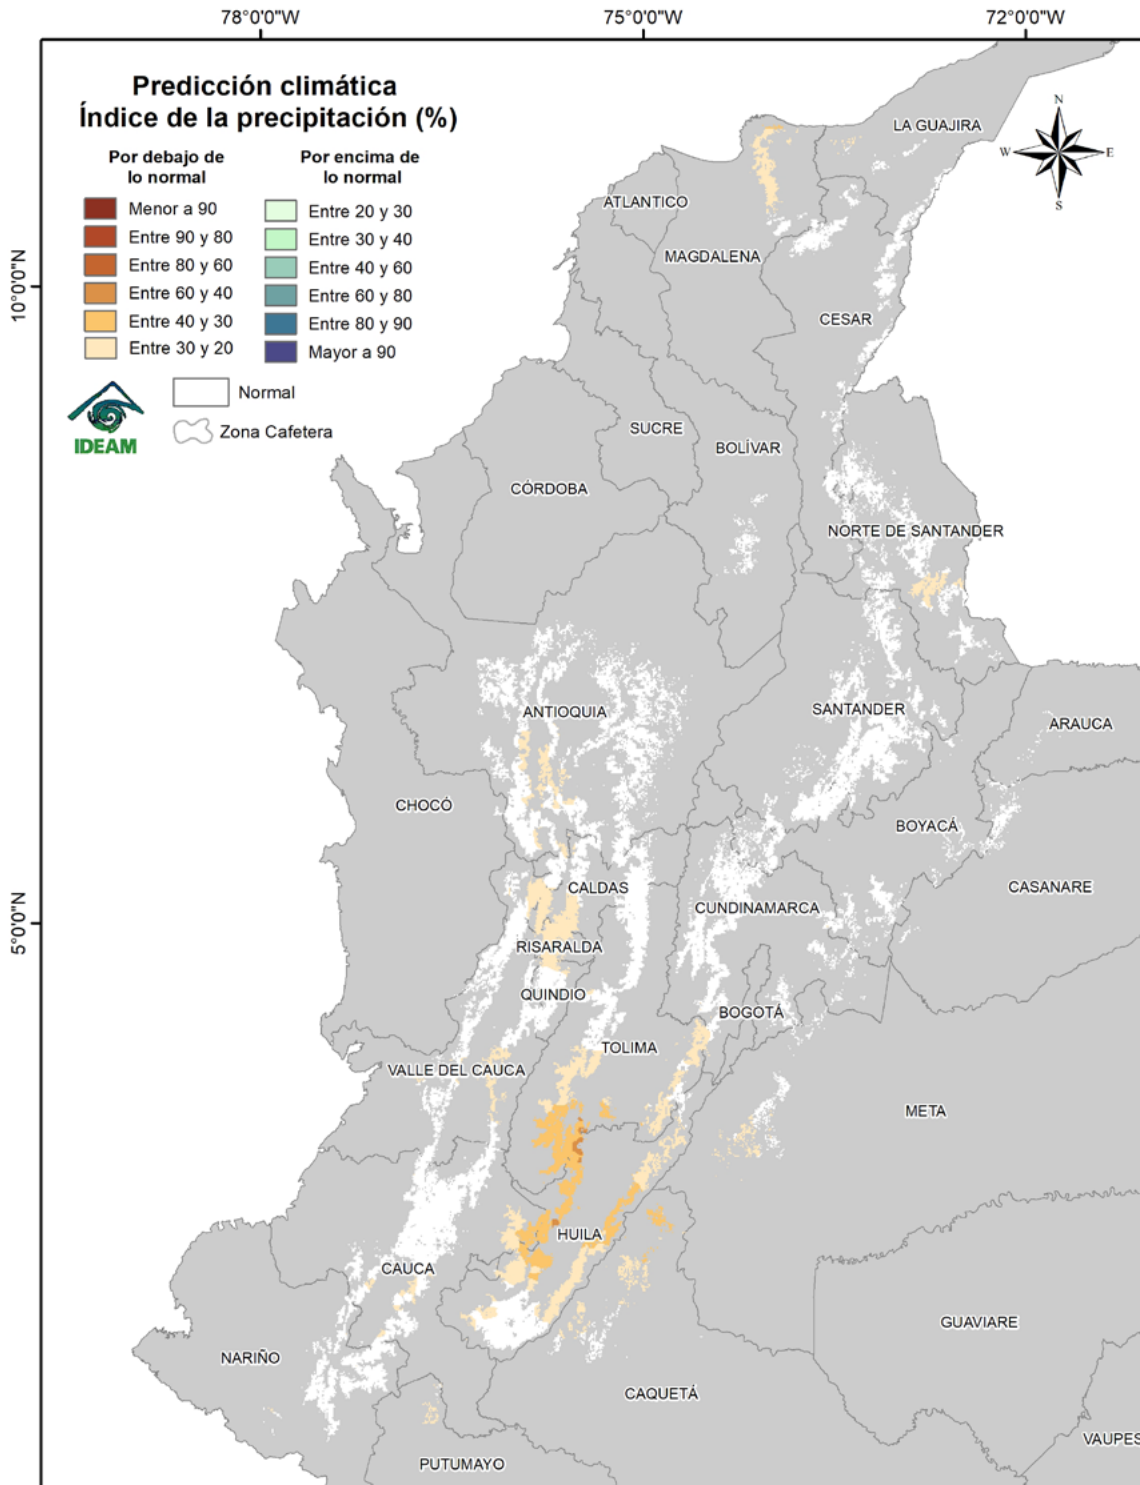 78°0'0"W 75°0'0"W 72°0'0"W
Predicción climática
Índice de la precipitación (%)
Por debajo de
lo normal
Menor a 90
Entre 90 y 80
Entre 80 y 60
Entre 60 y 40
Entre 40 y 30
Entre 30 y 20
Por encima de
lo normal
Entre 20 y 30
Entre 30 y 40
Entre 40 y 60
Entre 60 y 80
Entre 80 y 90
Mayor a 90
Normal
Zona Cafetera
IDEAM
N
W E
S
10°0'0"N
5°0'0"N
LA GUAJIRA
ATLANTICO
MAGDALENA
CESAR
SUCRE
BOLÍVAR
CÓRDOBA
NORTE DE SANTANDER
ANTIOQUIA
SANTANDER
ARAUCA
CHOCÓ
BOYACÁ
CALDAS
CASANARE
CUNDINAMARCA
RISARALDA
QUINDIO
BOGOTÁ
TOLIMA
VALLE DEL CAUCA
META
HUILA
CAUCA
GUAVIARE
NARIÑO
CAQUETÁ
VAUPES
PUTUMAYO